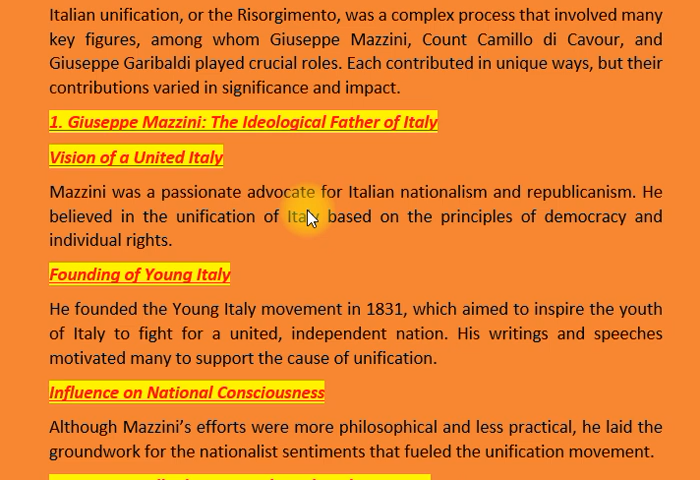 Italian unification, or the Risorgimento, was a complex process that involved many
key figures, among whom Giuseppe Mazzini, Count Camillo di Cavour, and
Giuseppe Garibaldi played crucial roles. Each contributed in unique ways, but their
contributions varied in significance and impact.
1. Giuseppe Mazzini: The Ideological Father of Italy
Vision of a United Italy
Mazzini was a passionate advocate for Italian nationalism and republicanism. He
believed in the unification of Italy based on the principles of democracy and
individual rights.
Founding of Young Italy
He founded the Young Italy movement in 1831, which aimed to inspire the youth
of Italy to fight for a united, independent nation. His writings and speeches
motivated many to support the cause of unification.
Influence on National Consciousness
Although Mazzini’s efforts were more philosophical and less practical, he laid the
groundwork for the nationalist sentiments that fueled the unification movement.